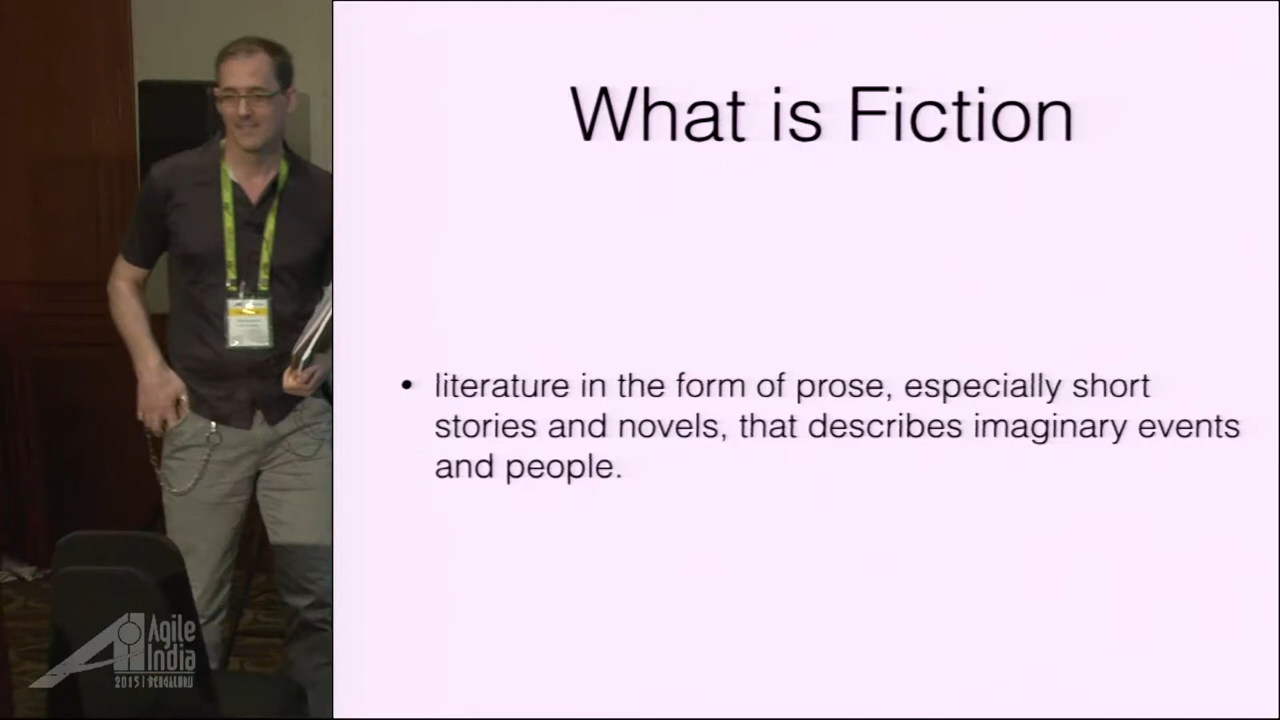 What is Fiction
• literature in the form of prose, especially short
stories and novels, that describes imaginary events
and people.
Agile
India
2015 | BENGALURU